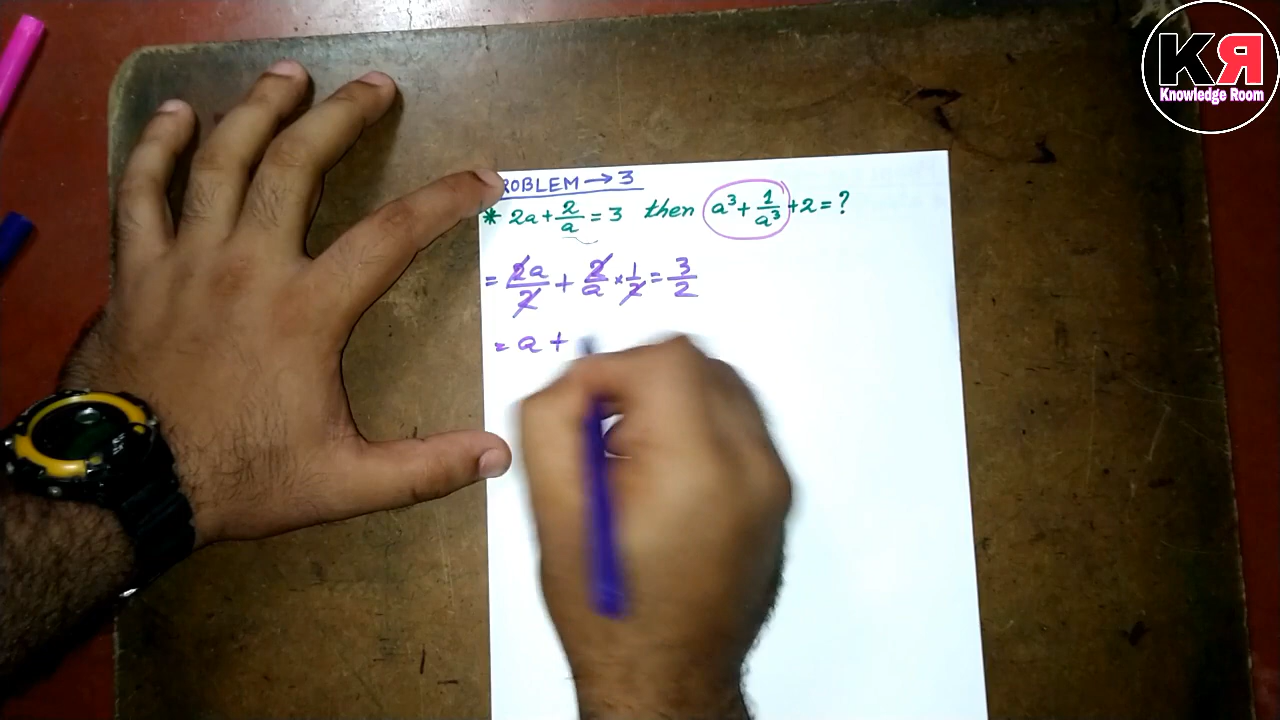 KЯ
Knowledge Room
ROBLEM → 3
* 2a + 2/a = 3 then a³ + 1/a³ + 2 = ?
= 2a/2 + 2/a × 1/2 = 3/2
= a +